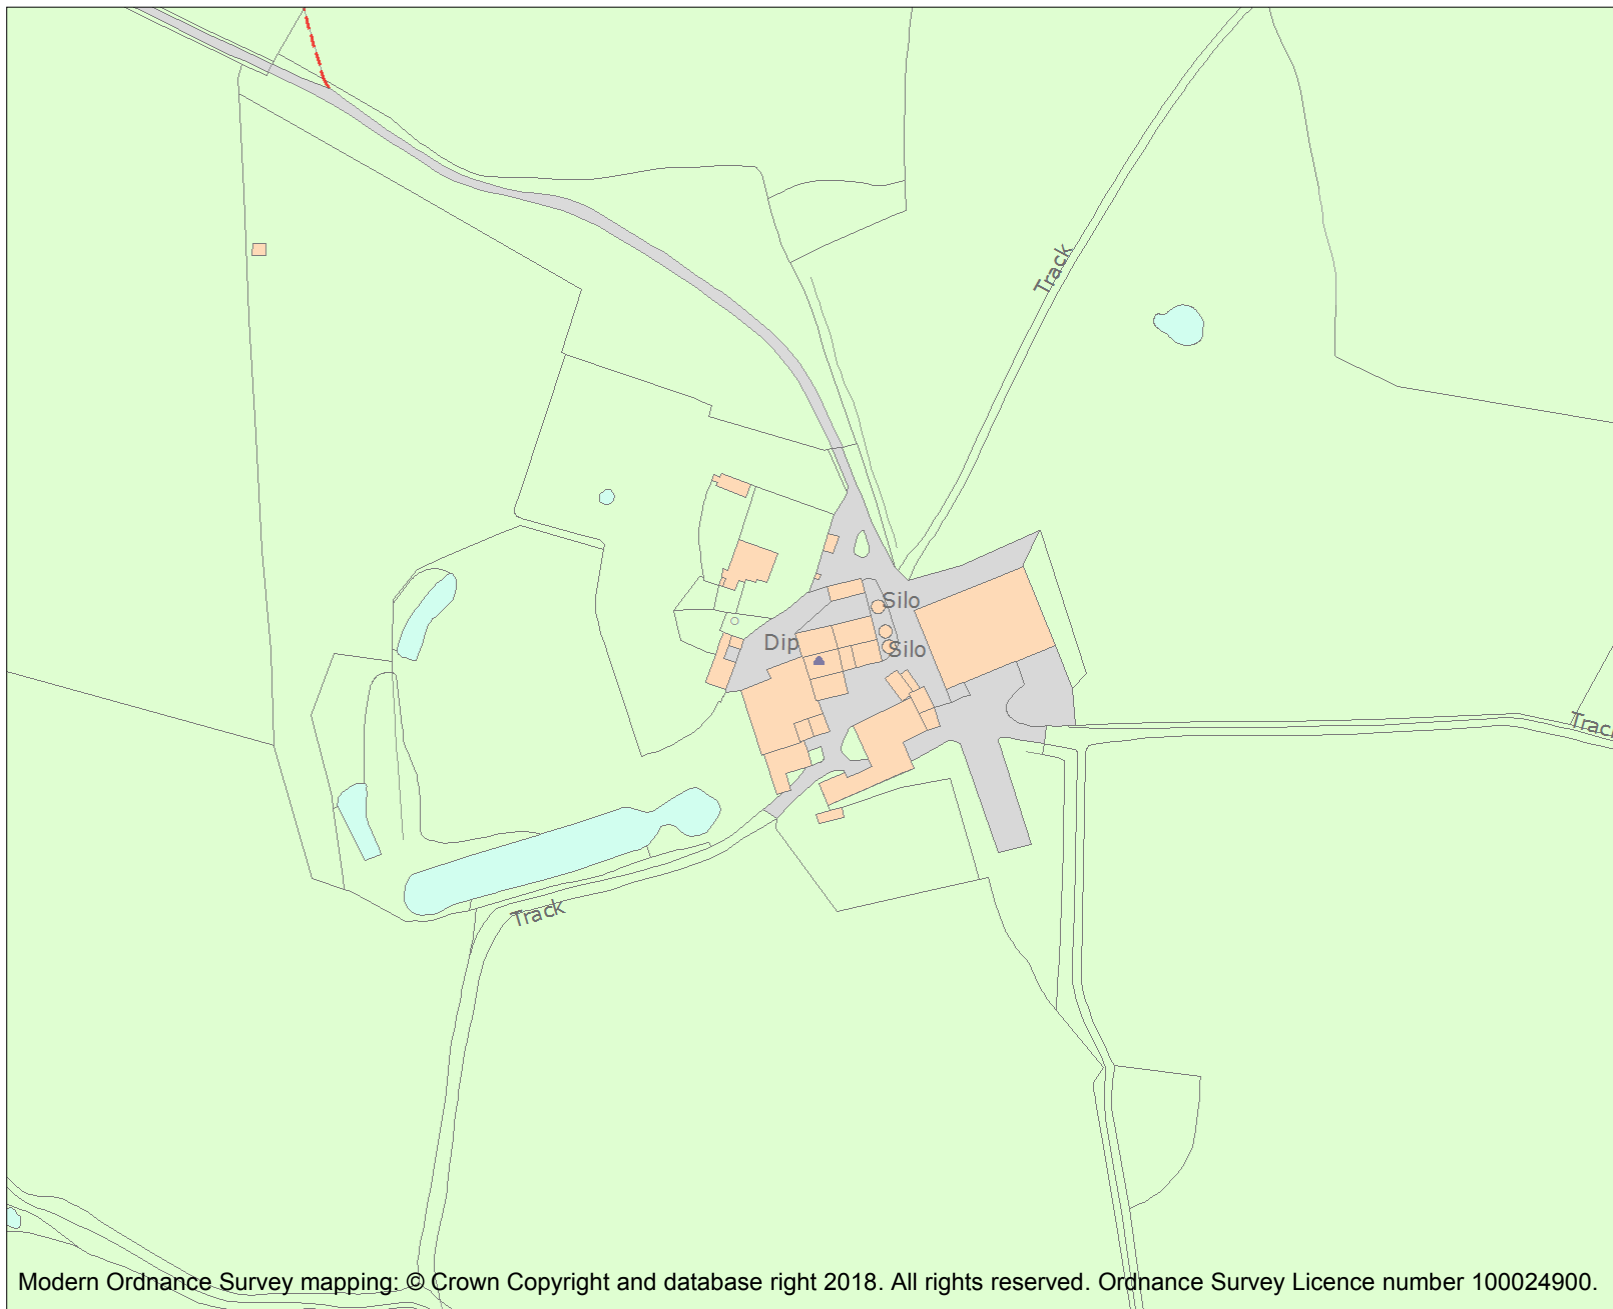 Track
Silo
Dip
Silo
Track
Modern Ordnance Survey mapping: © Crown Copyright and database right 2018. All rights reserved. Ordnance Survey Licence number 100024900.